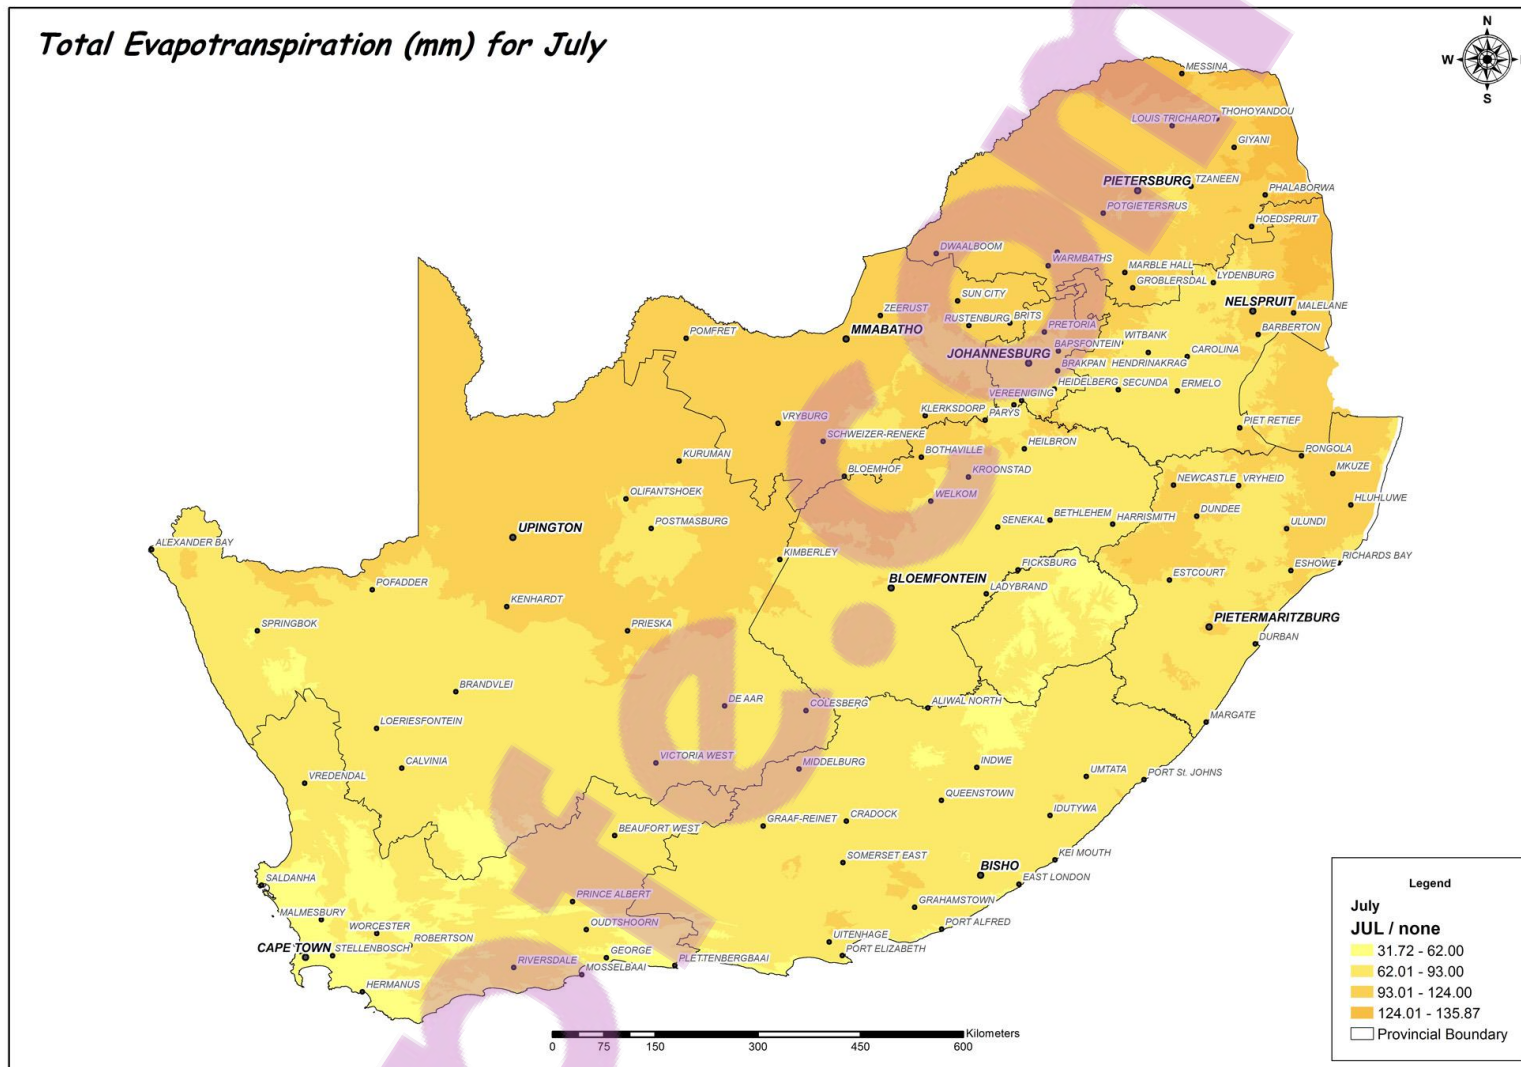 Total Evapotranspiration (mm) for July
N
W
S
MESSINA
THOHOYANDOU
LOUIS TRICHARDT
GIYANI
PIETERSBURG
TZANEEN
PHALABORWA
POTGIETERSRUS
HOEDSPRUIT
DWAALBOOM
WARMBATHS
MARBLE HALL
LYDENBURG
GROBLERSDAL
SUN CITY
NELSPRUIT
ZEERUST
MALELANE
RUSTENBURG
BRITS
POMFRET
MMABATHO
PRETORIA
WITBANK
BARBERTON
BAPSFONTEIN
JOHANNESBURG
CAROLINA
BRAKPAN
HENDRINAKRAG
HEIDELBERG
SECUNDA
ERMELO
VEREENIGING
KLERKSDORP
PARYS
VRYBURG
PIET RETIEF
SCHWEIZER-RENEKE
HEILBRON
BOTHAVILLE
PONGOLA
KURUMAN
BLOEMHOF
KROONSTAD
MKUZE
NEWCASTLE
VRYHEID
OLIFANTSHOEK
WELKOM
HLUHLUWE
DUNDEE
UPINGTON
POSTMASBURG
SENEKAL
BETHLEHEM
HARRISMITH
ULUNDI
ALEXANDER BAY
KIMBERLEY
RICHARDS BAY
FICKSBURG
ESHOWE
POFADDER
BLOEMFONTEIN
ESTCOURT
LADYBRAND
KENHARDT
SPRINGBOK
PRIESKA
PIETERMARITZBURG
DURBAN
BRANDVLEI
DE AAR
COLESBERG
ALIWAL NORTH
LOERIESFONTEIN
MARGATE
VICTORIA WEST
MIDDELBURG
INDWE
CALVINIA
VREDENDAL
UMTATA
PORT St. JOHNS
QUEENSTOWN
IDUTYWA
GRAAF-REINET
CRADOCK
BEAUFORT WEST
SOMERSET EAST
BISHO
KEI MOUTH
SALDANHA
EAST LONDON
PRINCE ALBERT
GRAHAMSTOWN
MALMESBURY
OUDTSHOORN
PORT ALFRED
WORCESTER
UITENHAGE
ROBERTSON
CAPE TOWN
STELLENBOSCH
GEORGE
PORT ELIZABETH
RIVERSDALE
MOSSELBAAI
PLETTENBERGBAAI
HERMANUS
Kilometers
0 75 150 300 450 600
Legend
July
JUL / none
31.72 - 62.00
62.01 - 93.00
93.01 - 124.00
124.01 - 135.87
Provincial Boundary